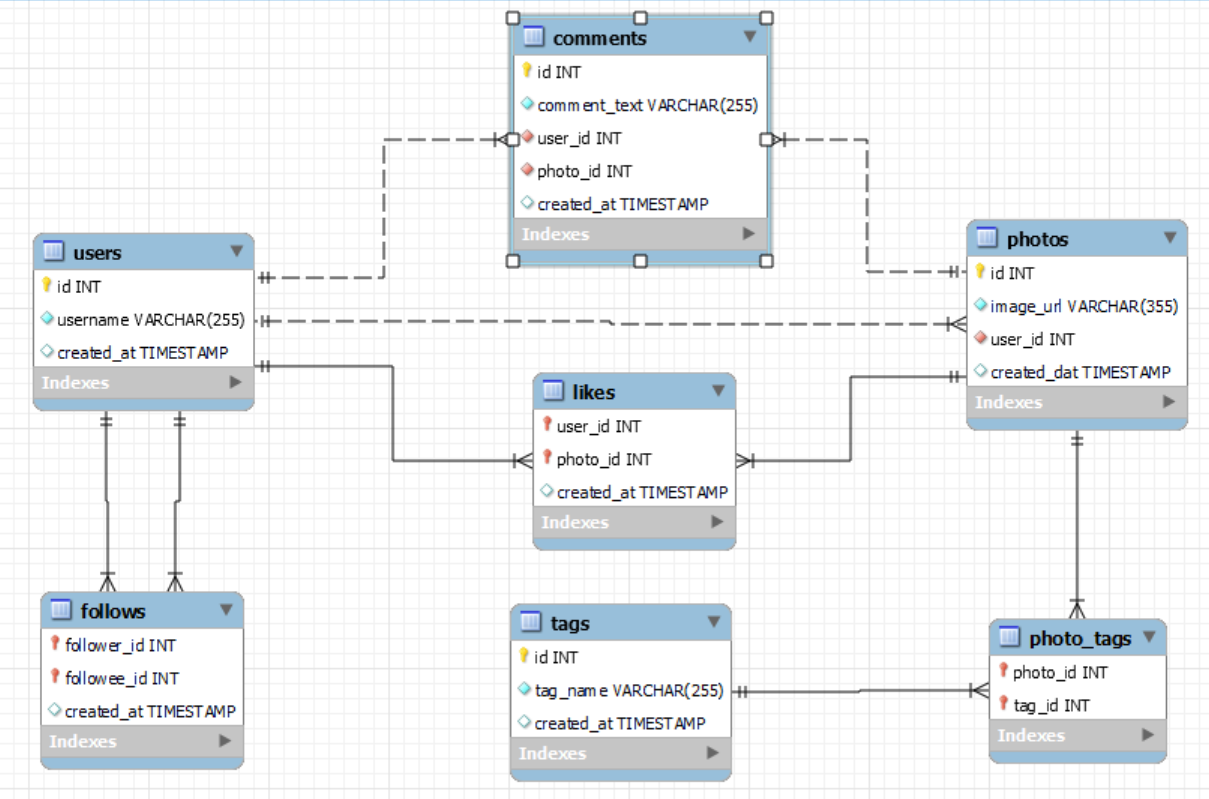 comments
id INT
comment_text VARCHAR(255)
user_id INT
photo_id INT
created_at TIMESTAMP
Indexes
users
id INT
username VARCHAR(255)
created_at TIMESTAMP
Indexes
photos
id INT
image_url VARCHAR(355)
user_id INT
created_dat TIMESTAMP
Indexes
likes
user_id INT
photo_id INT
created_at TIMESTAMP
Indexes
follows
follower_id INT
followee_id INT
created_at TIMESTAMP
Indexes
tags
id INT
tag_name VARCHAR(255)
created_at TIMESTAMP
Indexes
photo_tags
photo_id INT
tag_id INT
Indexes